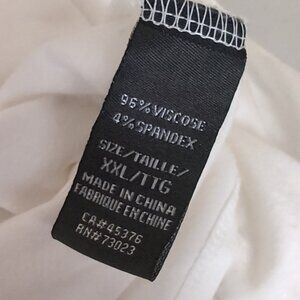 96% VISCOSE
4% SPANDEX
SIZE/TAILLE/
XXL/TTG
MADE IN CHINA
FABRIQUE EN CHINE
CA#45376
RN#73023